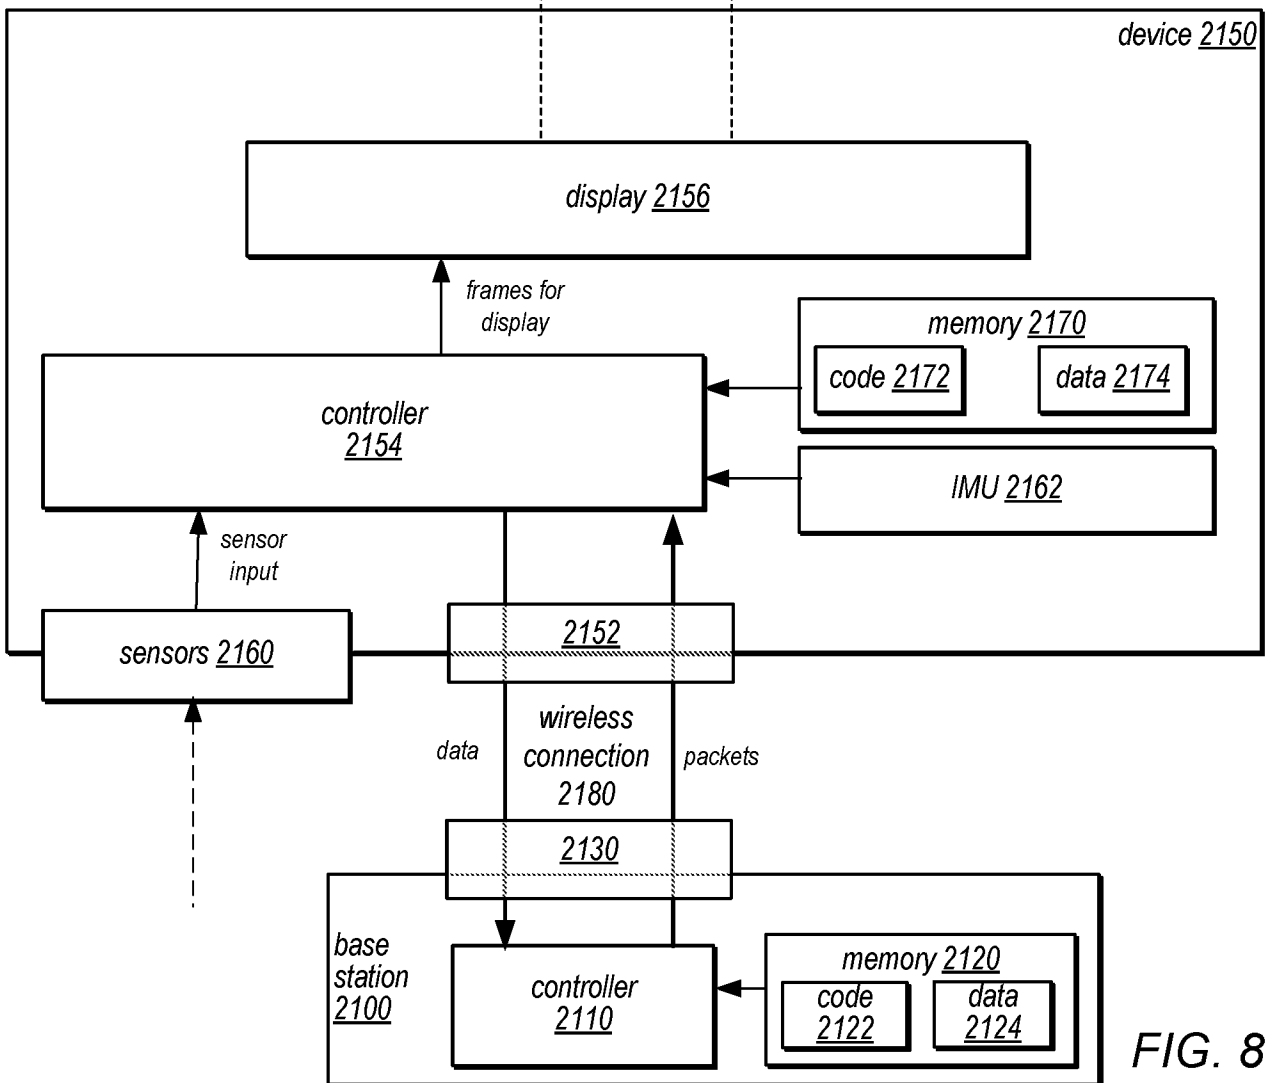 device 2150
display 2156
frames for
display
memory 2170
code 2172
data 2174
controller
2154
IMU 2162
sensor
input
2152
sensors 2160
wireless
connection
2180
data
packets
2130
base
station
2100
controller
2110
memory 2120
code
2122
data
2124
FIG. 8